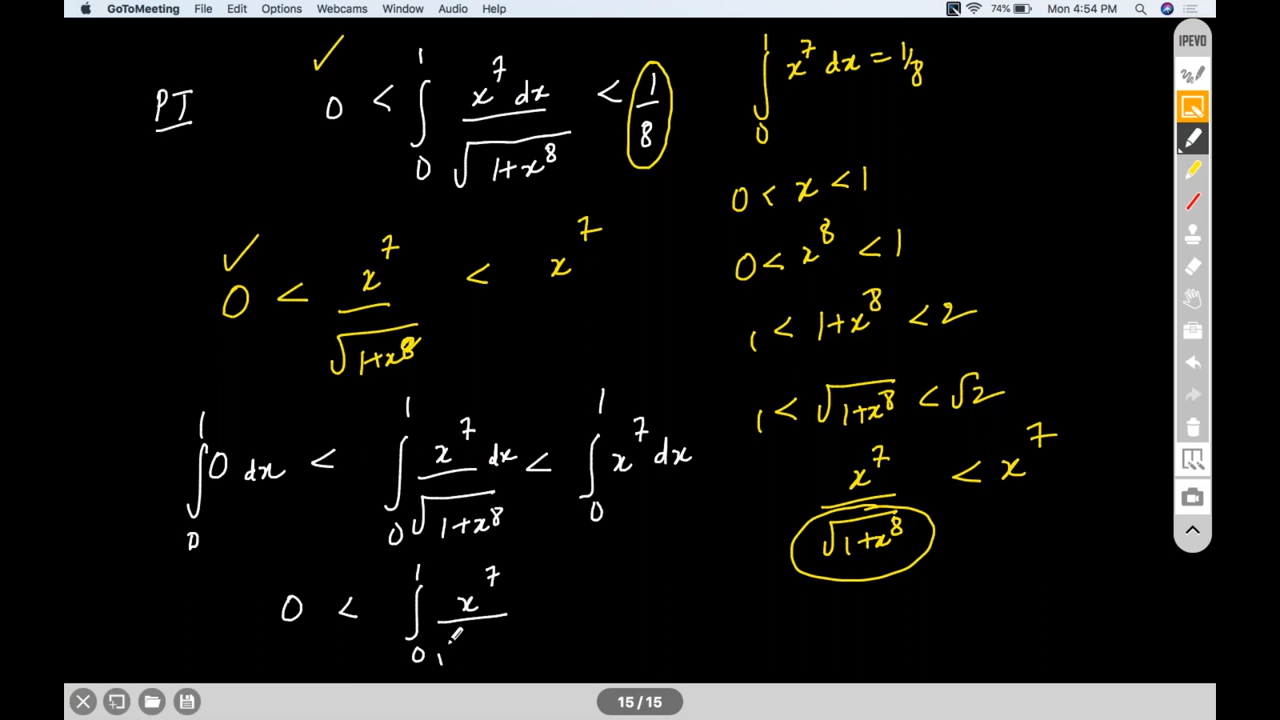 GoToMeeting File Edit Options Webcams Window Audio Help 74% Mon 4:54 PM
IPEVO
PT 0 < ∫₀¹ x⁷ dx / √(1+x⁸) < 1/8
∫₀¹ x⁷ dx = 1/8
0 < x < 1
0 < x⁸ < 1
0 < x⁷ / √(1+x⁸) < x⁷
1 < 1+x⁸ < 2
1 < √(1+x⁸) < √2
x⁷ / √(1+x⁸) < x⁷
∫₀¹ 0 dx < ∫₀¹ x⁷ / √(1+x⁸) dx < ∫₀¹ x⁷ dx
0 < ∫₀¹ x⁷
15 / 15